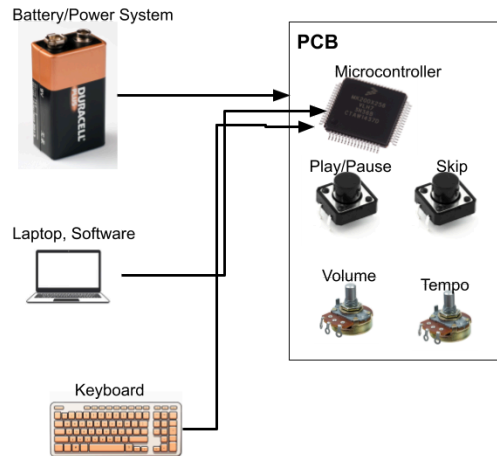 Battery/Power System
PCB
Microcontroller
DURACELL
Play/Pause
Skip
Laptop, Software
Volume
Tempo
Keyboard